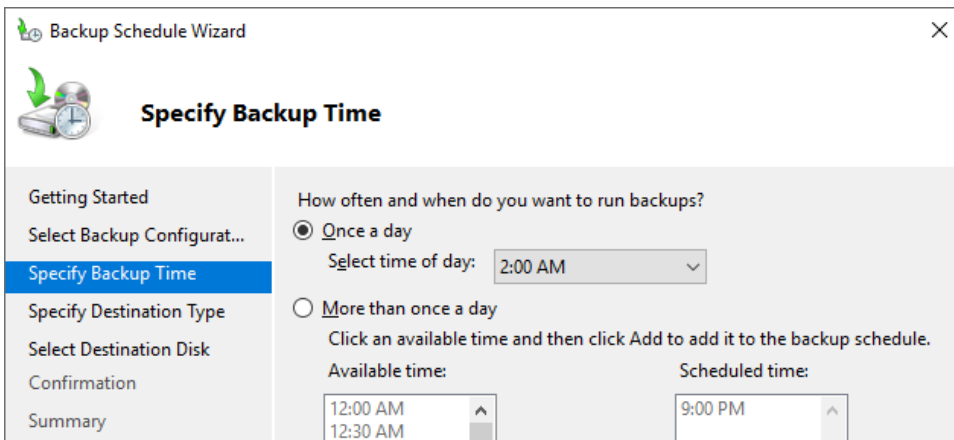 Backup Schedule Wizard
Specify Backup Time
Getting Started
Select Backup Configurat...
Specify Backup Time
Specify Destination Type
Select Destination Disk
Confirmation
Summary
How often and when do you want to run backups?
Once a day
Select time of day: 2:00 AM
More than once a day
Click an available time and then click Add to add it to the backup schedule.
Available time: Scheduled time:
12:00 AM 9:00 PM
12:30 AM